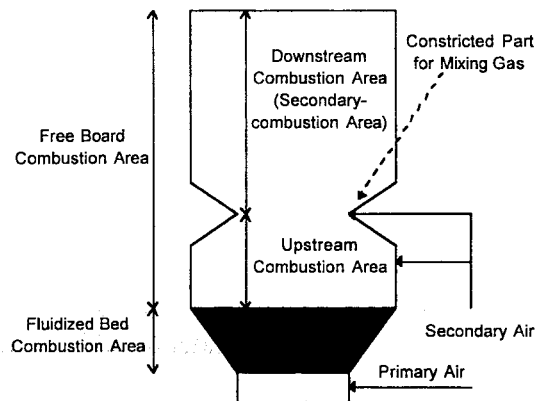 Downstream
Combustion Area
(Secondary-
combustion Area)
Constricted Part
for Mixing Gas
Free Board
Combustion Area
Upstream
Combustion Area
Fluidized Bed
Combustion Area
Secondary Air
Primary Air